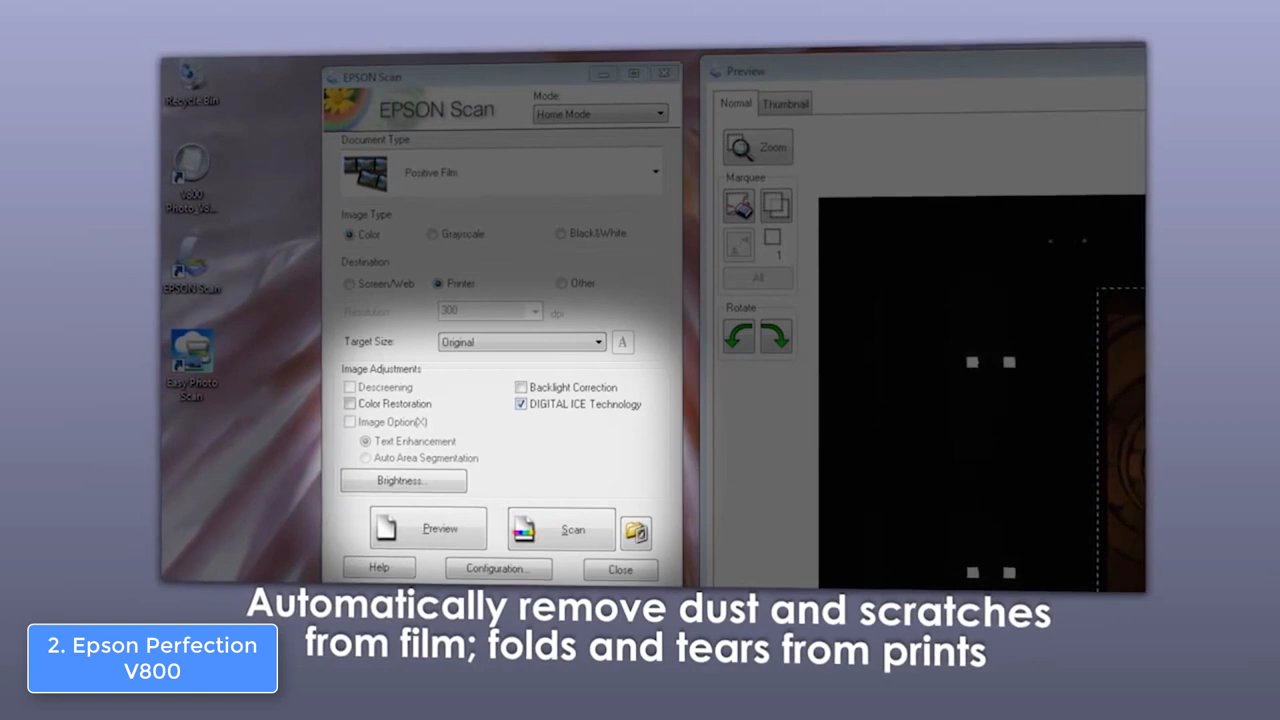 Recycle Bin
V800
Photo_V8...
EPSON Scan
Easy Photo
Scan
EPSON Scan
EPSON Scan
Mode:
Home Mode
Document Type
Positive Film
Image Type
Color
Grayscale
Black&White
Destination
Screen/Web
Printer
Other
Resolution:
300
dpi
Target Size:
Original
A
Image Adjustments
Descreening
Backlight Correction
Color Restoration
DIGITAL ICE Technology
Image Option(X)
Text Enhancement
Auto Area Segmentation
Brightness...
Preview
Scan
Help
Configuration...
Close
Preview
Normal
Thumbnail
Zoom
Marquee
1
All
Rotate
Automatically remove dust and scratches
from film; folds and tears from prints
2. Epson Perfection
V800